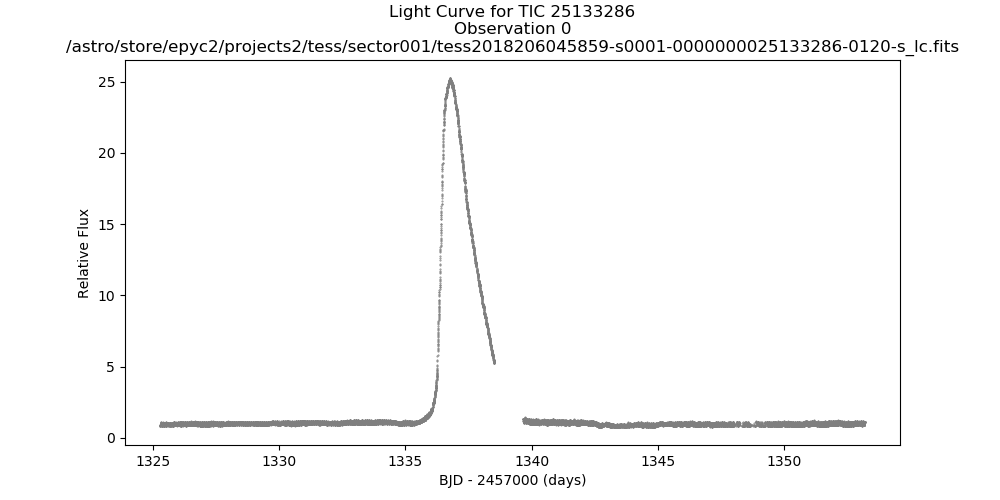 Light Curve for TIC 25133286
Observation 0
/astro/store/epyc2/projects2/tess/sector001/tess2018206045859-s0001-0000000025133286-0120-s_lc.fits
25
20
15
10
5
0
Relative Flux
1325
1330
1335
1340
1345
1350
BJD - 2457000 (days)